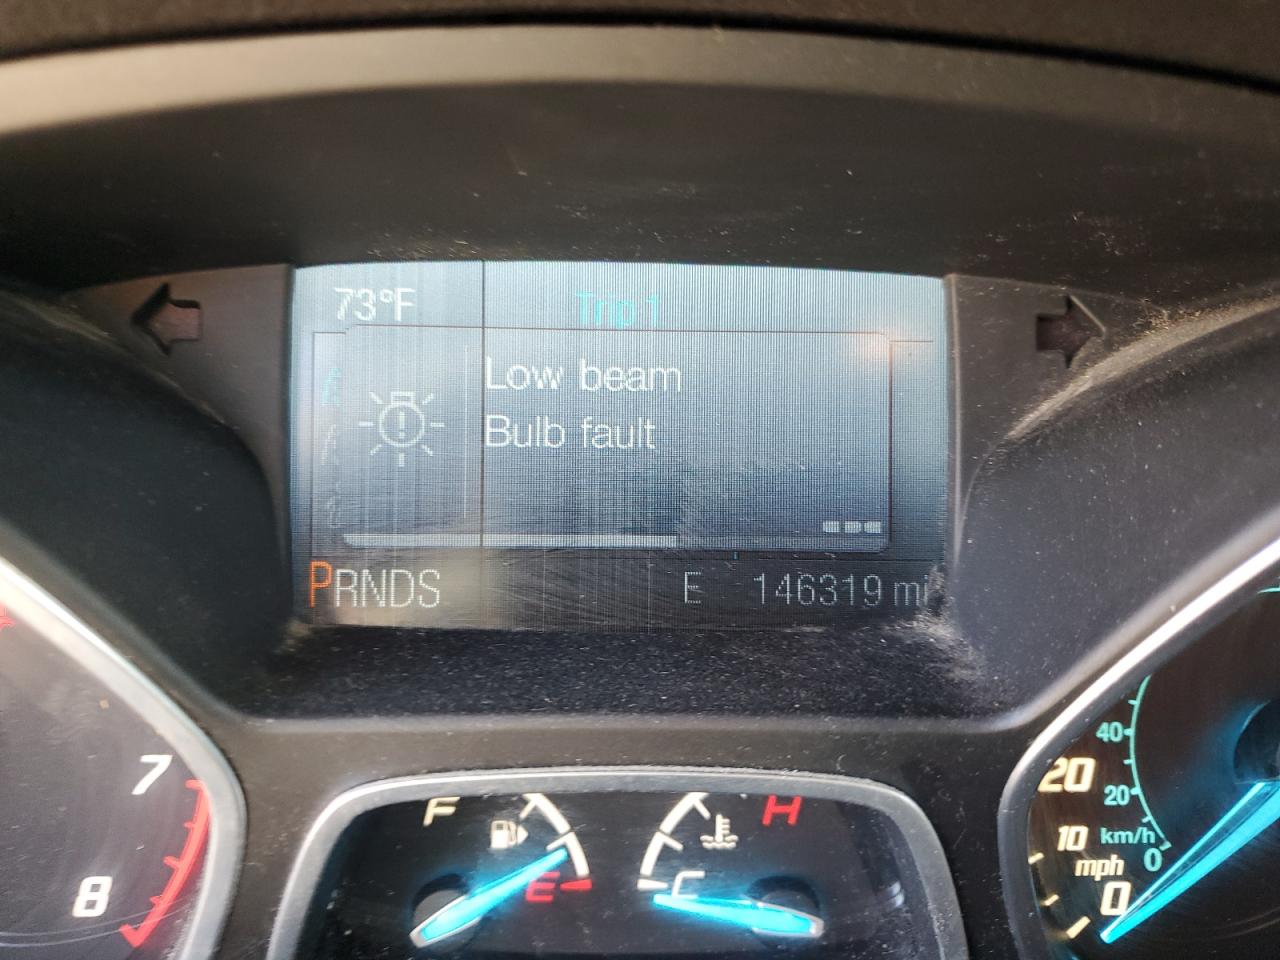 73°F
Trip 1
Low beam
Bulb fault
PRNDS
E
146319 mi
7
8
F
E
H
C
40
20
20
10
km/h
mph
0
0